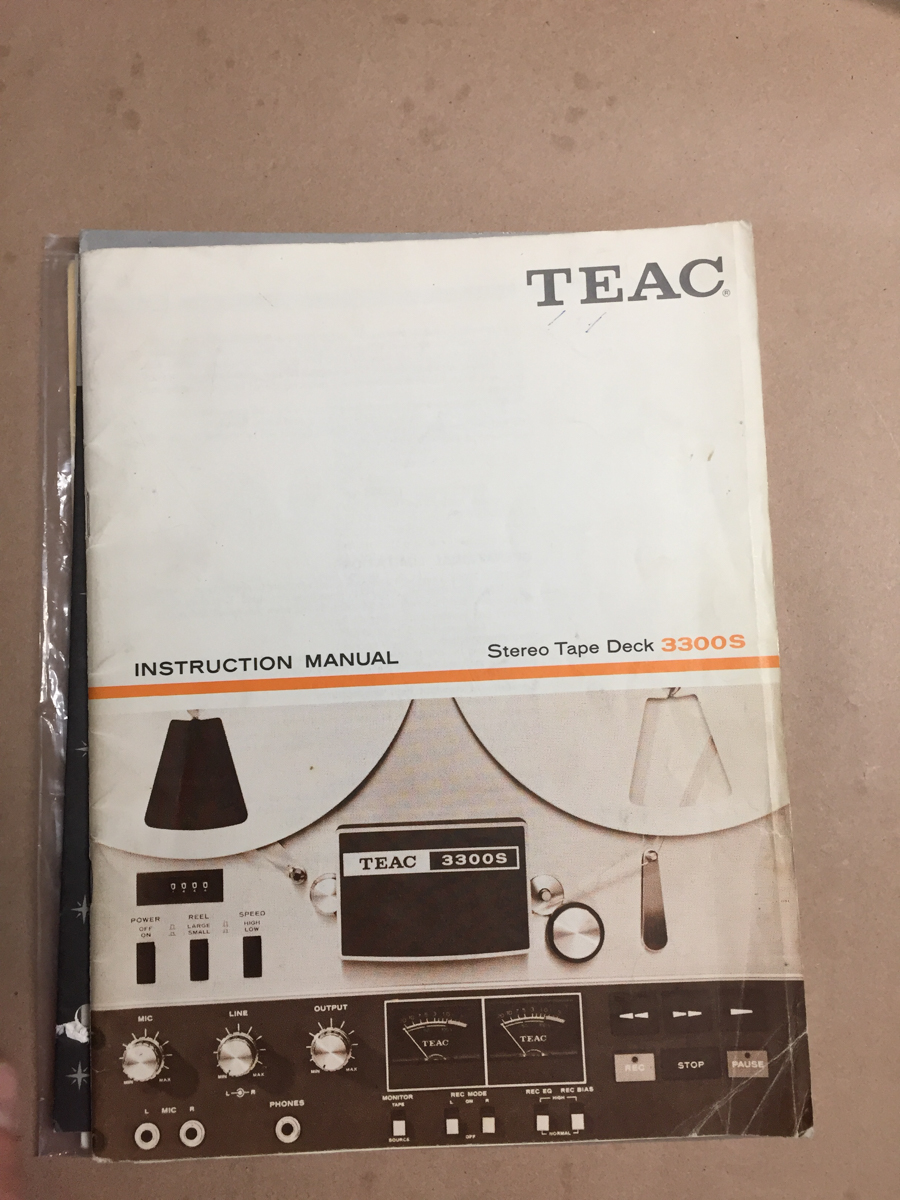 TEAC®
INSTRUCTION MANUAL
Stereo Tape Deck 3300S
TEAC 3300S
0000
POWER REEL SPEED
OFF LARGE HIGH
ON SMALL LOW
MIC LINE OUTPUT
TEAC TEAC
MIN MAX MIN MAX MIN MAX
REC STOP PAUSE
L R
L MIC R PHONES
MONITOR REC MODE REC EQ REC BIAS
TAPE L ON R HIGH
SOURCE OFF NORMAL